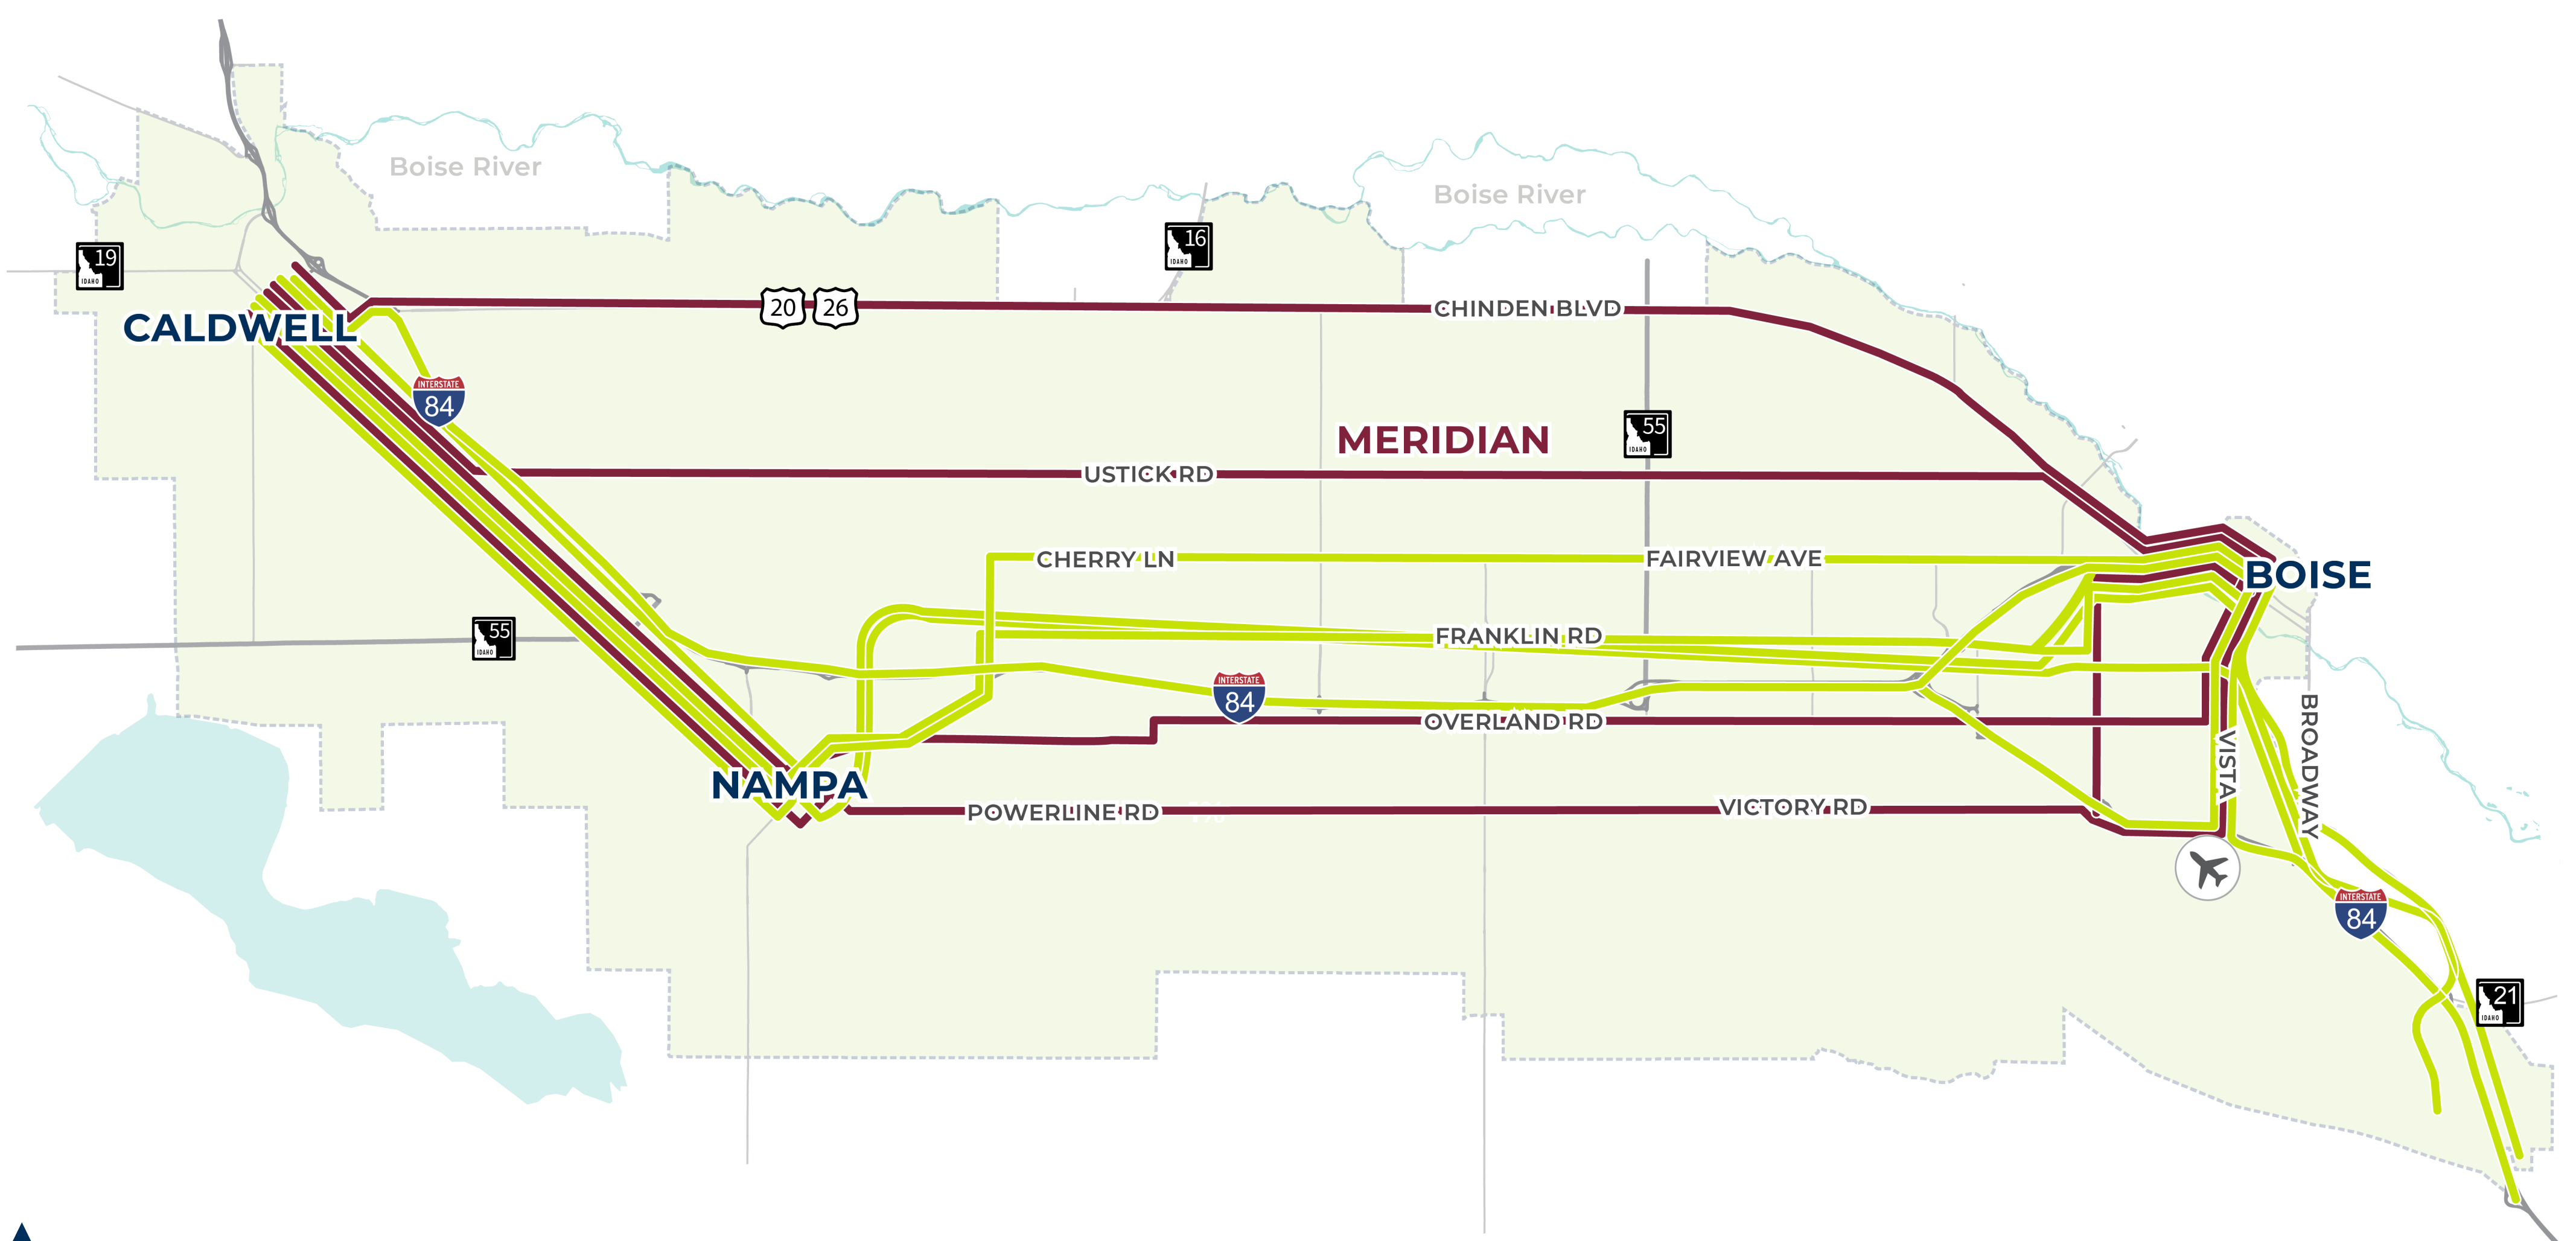 Boise River
Boise River
16
IDAHO
19
IDAHO
20
26
CHINDEN BLVD
CALDWELL
INTERSTATE
84
MERIDIAN
55
IDAHO
USTICK RD
CHERRY LN
FAIRVIEW AVE
BOISE
55
IDAHO
FRANKLIN RD
INTERSTATE
84
OVERLAND RD
BROADWAY
VISTA
NAMPA
POWERLINE RD
VICTORY RD
INTERSTATE
84
21
IDAHO